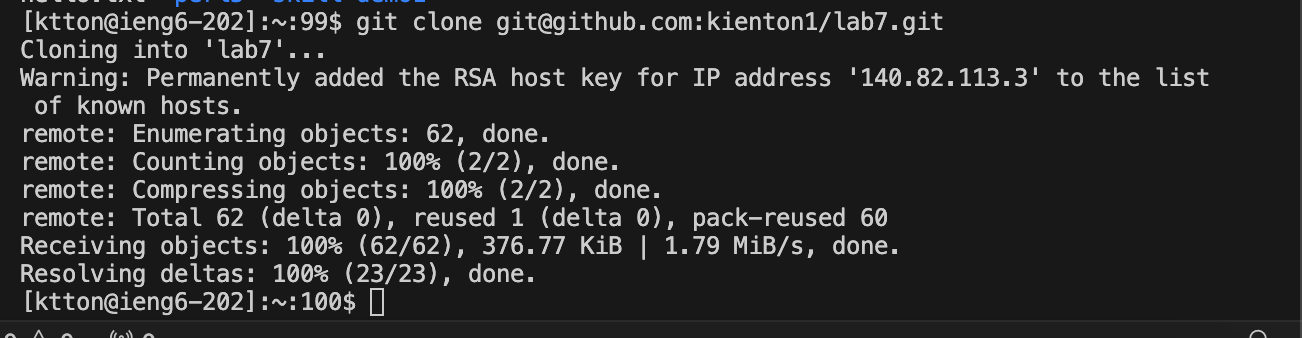 [ktton@ieng6-202]:~:99$ git clone git@github.com:kienton1/lab7.git
Cloning into 'lab7'...
Warning: Permanently added the RSA host key for IP address '140.82.113.3' to the list
of known hosts.
remote: Enumerating objects: 62, done.
remote: Counting objects: 100% (2/2), done.
remote: Compressing objects: 100% (2/2), done.
remote: Total 62 (delta 0), reused 1 (delta 0), pack-reused 60
Receiving objects: 100% (62/62), 376.77 KiB | 1.79 MiB/s, done.
Resolving deltas: 100% (23/23), done.
[ktton@ieng6-202]:~:100$